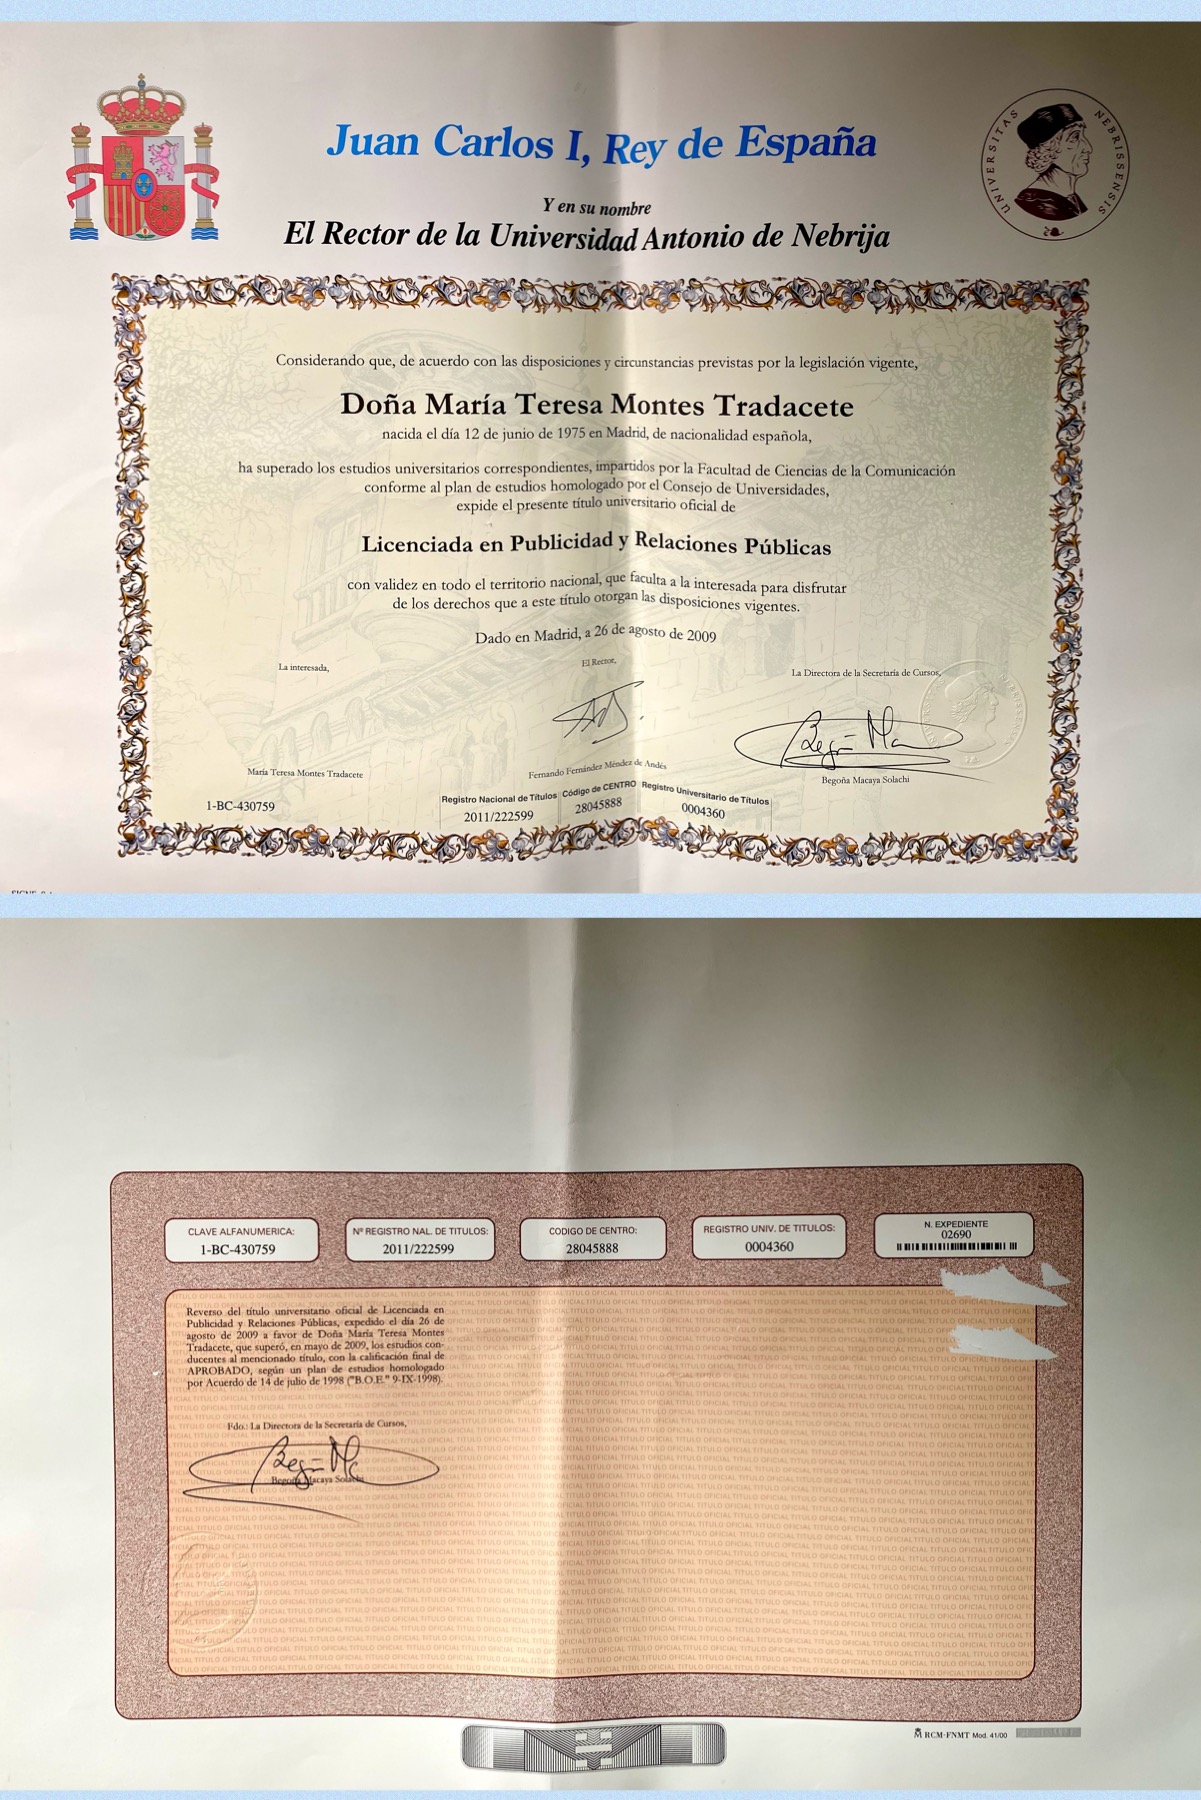 Juan Carlos I, Rey de España
UNIVERSITAS NEBRISSENSIS
Y en su nombre
El Rector de la Universidad Antonio de Nebrija
Considerando que, de acuerdo con las disposiciones y circunstancias previstas por la legislación vigente,
Doña María Teresa Montes Tradacete
nacida el día 12 de junio de 1975 en Madrid, de nacionalidad española,
ha superado los estudios universitarios correspondientes, impartidos por la Facultad de Ciencias de la Comunicación
conforme al plan de estudios homologado por el Consejo de Universidades,
expide el presente título universitario oficial de
Licenciada en Publicidad y Relaciones Públicas
con validez en todo el territorio nacional, que faculta a la interesada para disfrutar
de los derechos que a este título otorgan las disposiciones vigentes.
Dado en Madrid, a 26 de agosto de 2009
La interesada,
El Rector,
La Directora de la Secretaría de Cursos,
María Teresa Montes Tradacete
Fernando Fernández Méndez de Andés
Begoña Macaya Solachi
1-BC-430759
Registro Nacional de Títulos Código de CENTRO Registro Universitario de Títulos
2011/222599 28045888 0004360
CLAVE ALFANUMERICA:
1-BC-430759
Nº REGISTRO NAL. DE TITULOS:
2011/222599
CODIGO DE CENTRO:
28045888
REGISTRO UNIV. DE TITULOS:
0004360
N. EXPEDIENTE
02690
Reverso del título universitario oficial de Licenciada en
Publicidad y Relaciones Públicas, expedido el día 26 de
agosto de 2009 a favor de Doña María Teresa Montes
Tradacete, que superó, en mayo de 2009, los estudios con-
ducentes al mencionado título, con la calificación final de
APROBADO, según un plan de estudios homologado
por Acuerdo de 14 de julio de 1998 ("B.O.E." 9-IX-1998).
Fdo.: La Directora de la Secretaría de Cursos,
Begoña Macaya Solachi
TITULO OFICIAL
RCM-FNMT Mod. 41/00